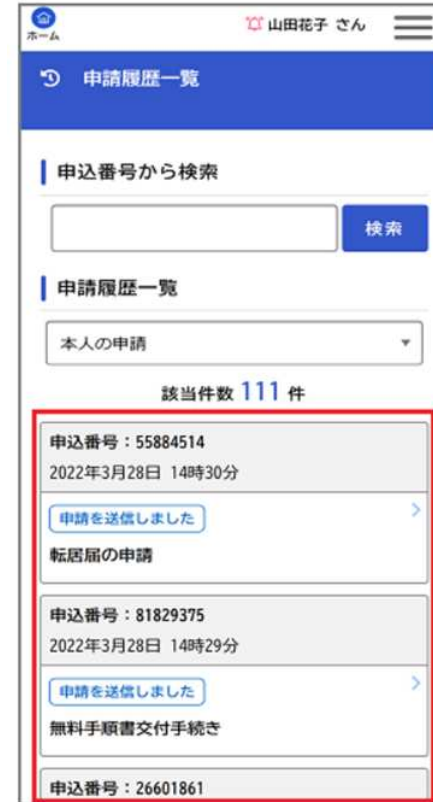 ホーム
山田花子 さん
申請履歴一覧
申込番号から検索
検索
申請履歴一覧
本人の申請
該当件数 111 件
申込番号：55884514
2022年3月28日 14時30分
申請を送信しました
転居届の申請
申込番号：81829375
2022年3月28日 14時29分
申請を送信しました
無料手順書交付手続き
申込番号：26601861